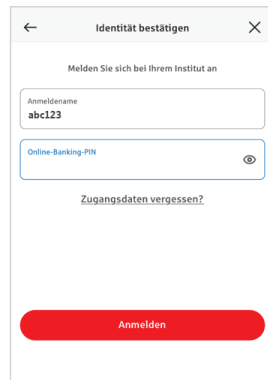 Identität bestätigen
Melden Sie sich bei Ihrem Institut an
Anmeldename
abc123
Online-Banking-PIN
Zugangsdaten vergessen?
Anmelden